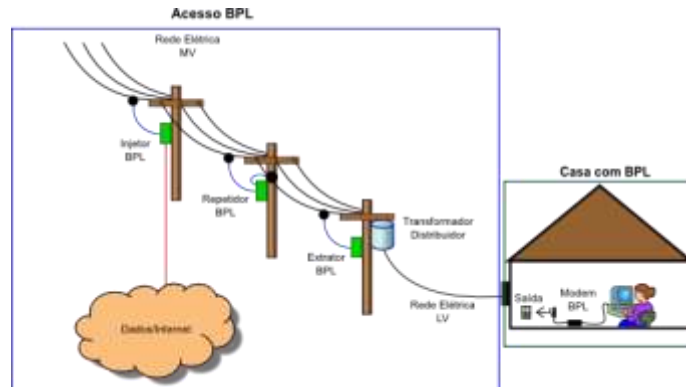 Acesso BPL
Rede Elétrica
MV
Injetor
BPL
Repetidor
BPL
Casa com BPL
Transformador
Distribuidor
Extrator
BPL
Rede Elétrica
LV
Saída
Modem
BPL
Dados/Internet